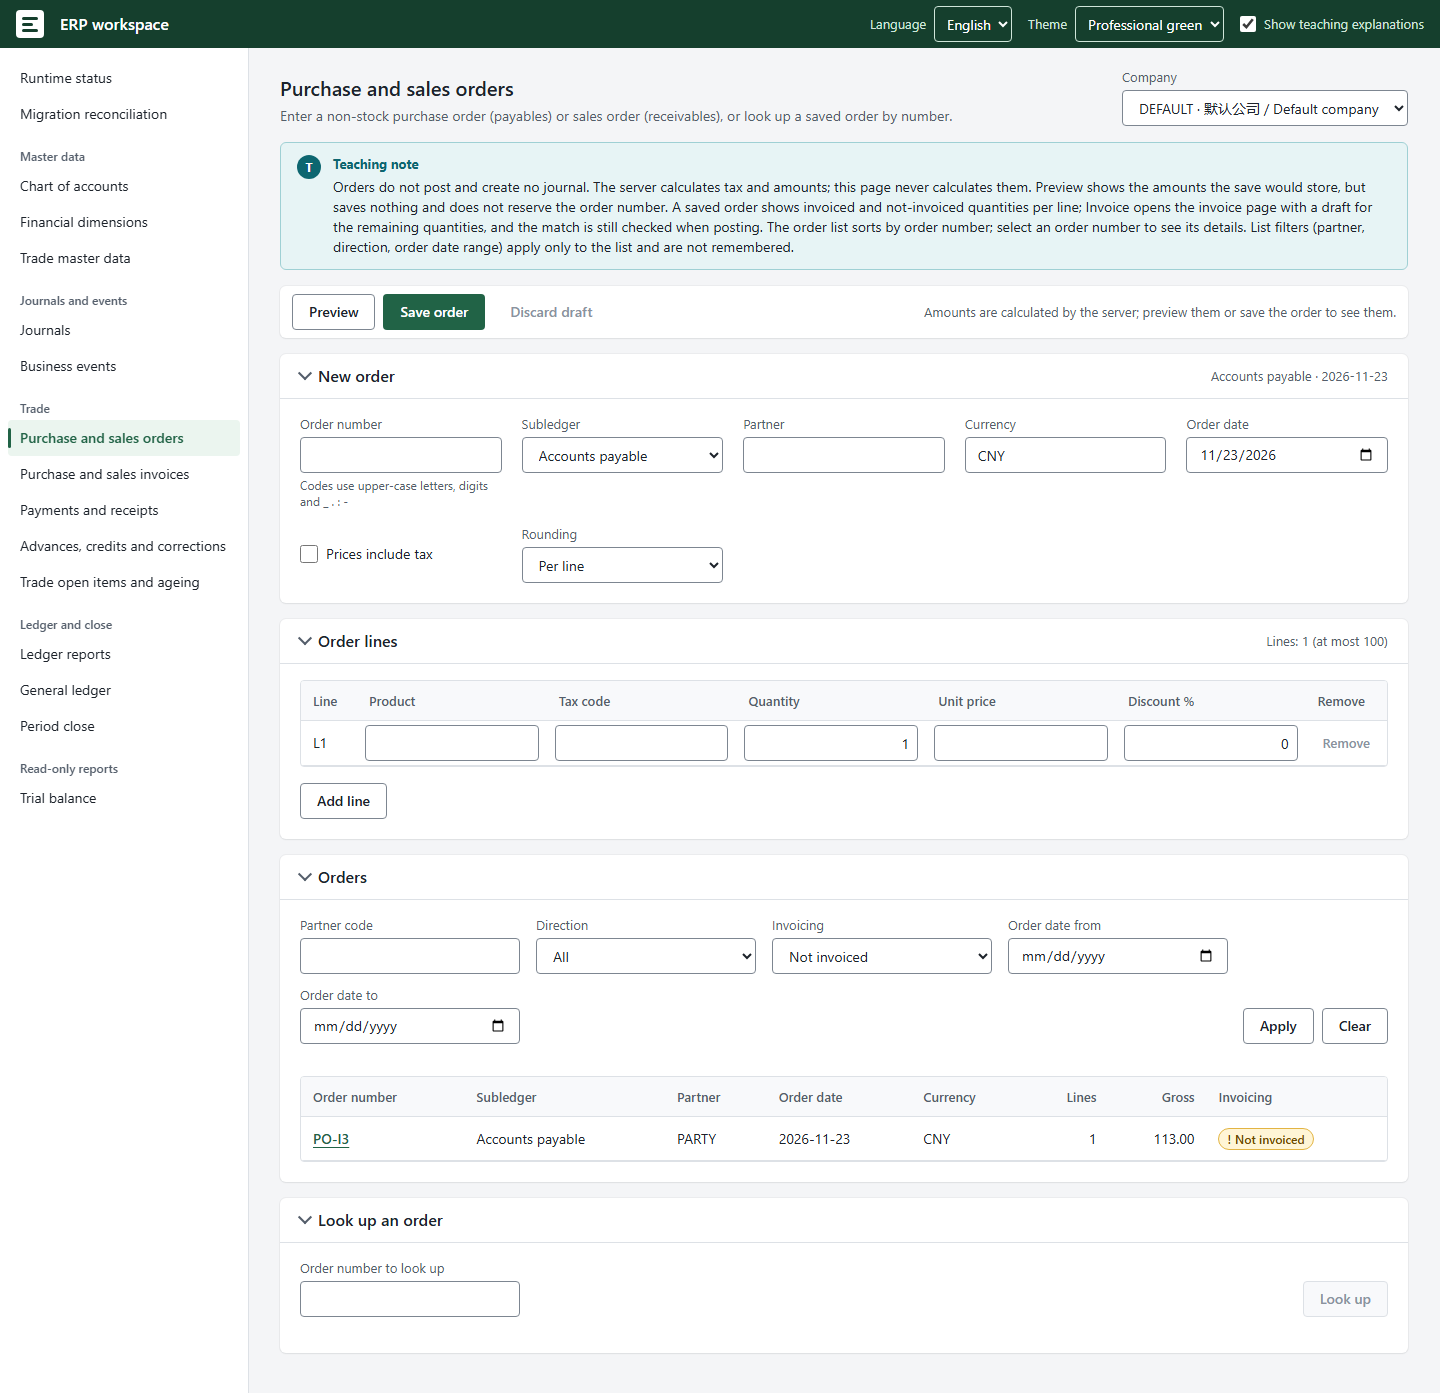 ERP workspace
Language English Theme Professional green Show teaching explanations
Runtime status
Migration reconciliation
Master data
Chart of accounts
Financial dimensions
Trade master data
Journals and events
Journals
Business events
Trade
Purchase and sales orders
Purchase and sales invoices
Payments and receipts
Advances, credits and corrections
Trade open items and ageing
Ledger and close
Ledger reports
General ledger
Period close
Read-only reports
Trial balance
Purchase and sales orders
Enter a non-stock purchase order (payables) or sales order (receivables), or look up a saved order by number.
Company
DEFAULT · 默认公司 / Default company
T
Teaching note
Orders do not post and create no journal. The server calculates tax and amounts; this page never calculates them. Preview shows the amounts the save would store, but
saves nothing and does not reserve the order number. A saved order shows invoiced and not-invoiced quantities per line; Invoice opens the invoice page with a draft for
the remaining quantities, and the match is still checked when posting. The order list sorts by order number; select an order number to see its details. List filters (partner,
direction, order date range) apply only to the list and are not remembered.
Preview Save order Discard draft Amounts are calculated by the server; preview them or save the order to see them.
New order Accounts payable · 2026-11-23
Order number Subledger Partner Currency Order date
Accounts payable CNY 11/23/2026
Codes use upper-case letters, digits
and _ . : -
Rounding
Prices include tax Per line
Order lines Lines: 1 (at most 100)
Line Product Tax code Quantity Unit price Discount % Remove
L1 1 0 Remove
Add line
Orders
Partner code Direction Invoicing Order date from
All Not invoiced mm/dd/yyyy
Order date to
mm/dd/yyyy Apply Clear
Order number Subledger Partner Order date Currency Lines Gross Invoicing
PO-I3 Accounts payable PARTY 2026-11-23 CNY 1 113.00 ! Not invoiced
Look up an order
Order number to look up
Look up